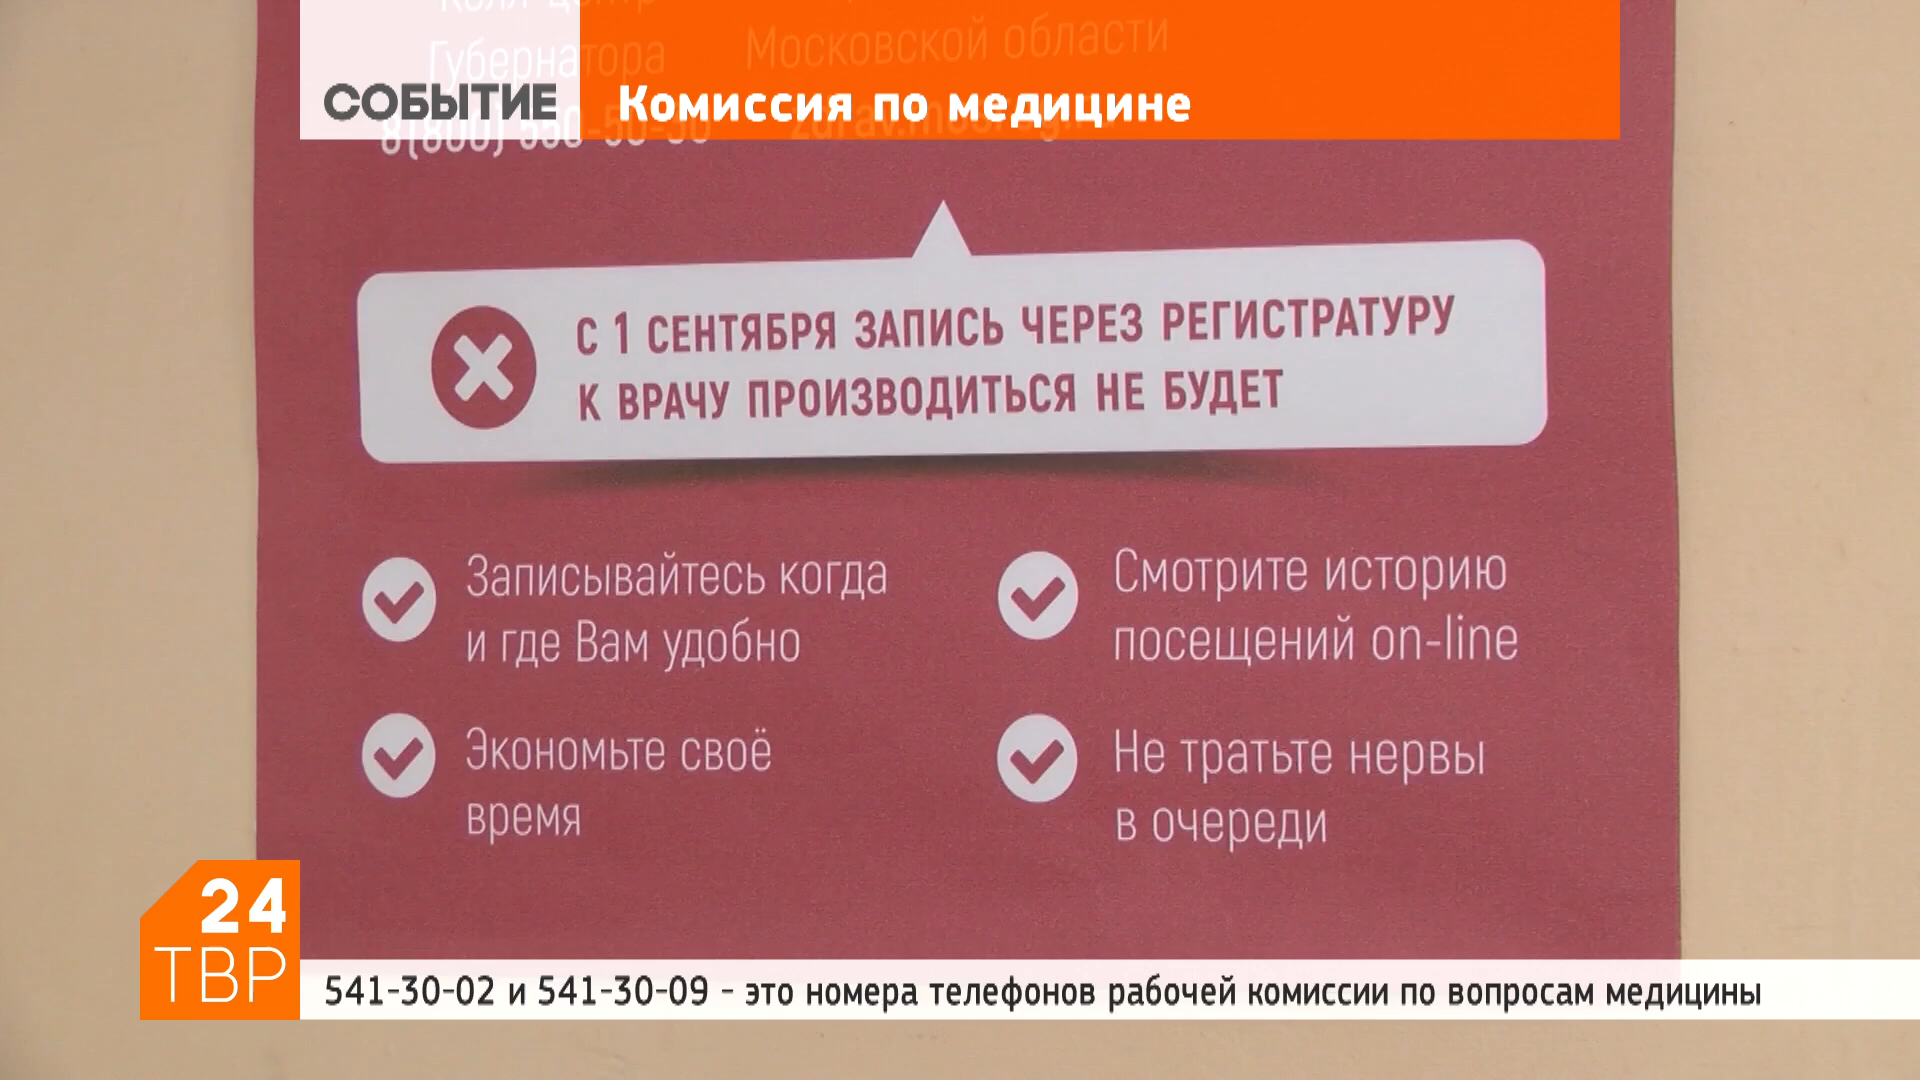 Губернатора
Московской области
СОБЫТИЕ
Комиссия по медицине
С 1 СЕНТЯБРЯ ЗАПИСЬ ЧЕРЕЗ РЕГИСТРАТУРУ
К ВРАЧУ ПРОИЗВОДИТЬСЯ НЕ БУДЕТ
Записывайтесь когда
и где Вам удобно
Смотрите историю
посещений on-line
Экономьте своё
время
Не тратьте нервы
в очереди
24
ТВР
541-30-02 и 541-30-09 - это номера телефонов рабочей комиссии по вопросам медицины